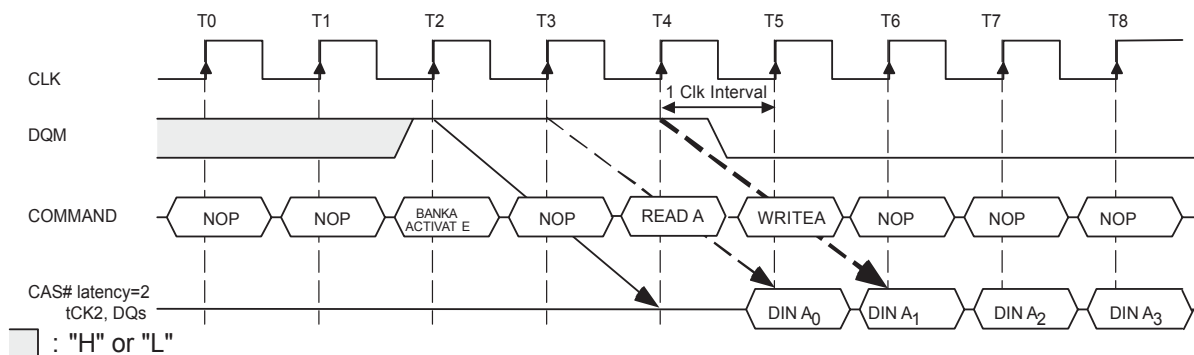 T0 T1 T2 T3 T4 T5 T6 T7 T8
CLK
1 Clk Interval
DQM
COMMAND NOP NOP BANKA ACTIVAT E NOP READ A WRITEA NOP NOP NOP
CAS# latency=2
tCK2, DQs DIN A0 DIN A1 DIN A2 DIN A3
: "H" or "L"